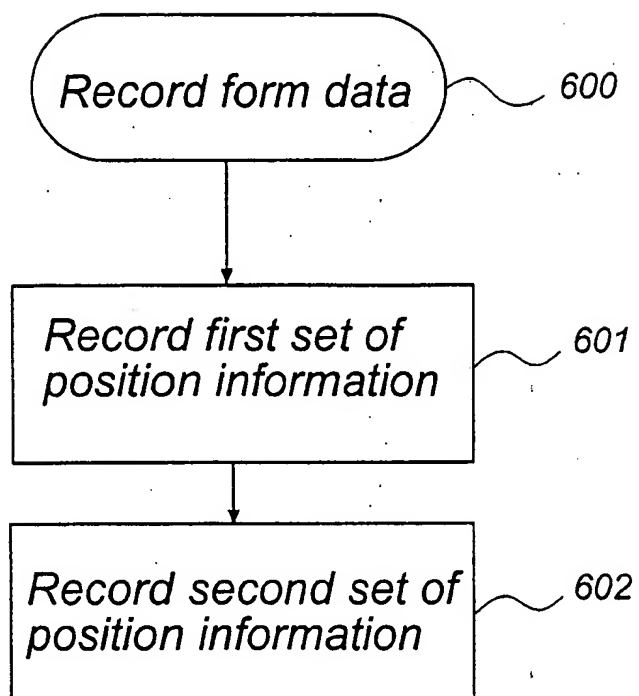 Record form data
600
Record first set of
position information
601
Record second set of
position information
602